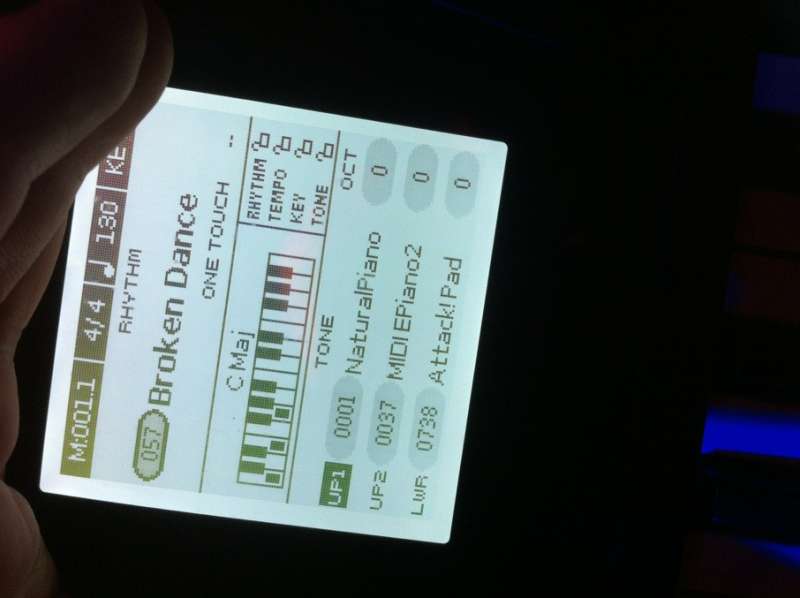 M:001.1 4/4 ♩ 130 KE
RHYTHM
057 Broken Dance
ONE TOUCH --
C Maj
RHYTHM
TEMPO
KEY
TONE
TONE OCT
UP1 0001 NaturalPiano 0
UP2 0037 MIDI EPiano2 0
LWR 0738 Attack! Pad 0